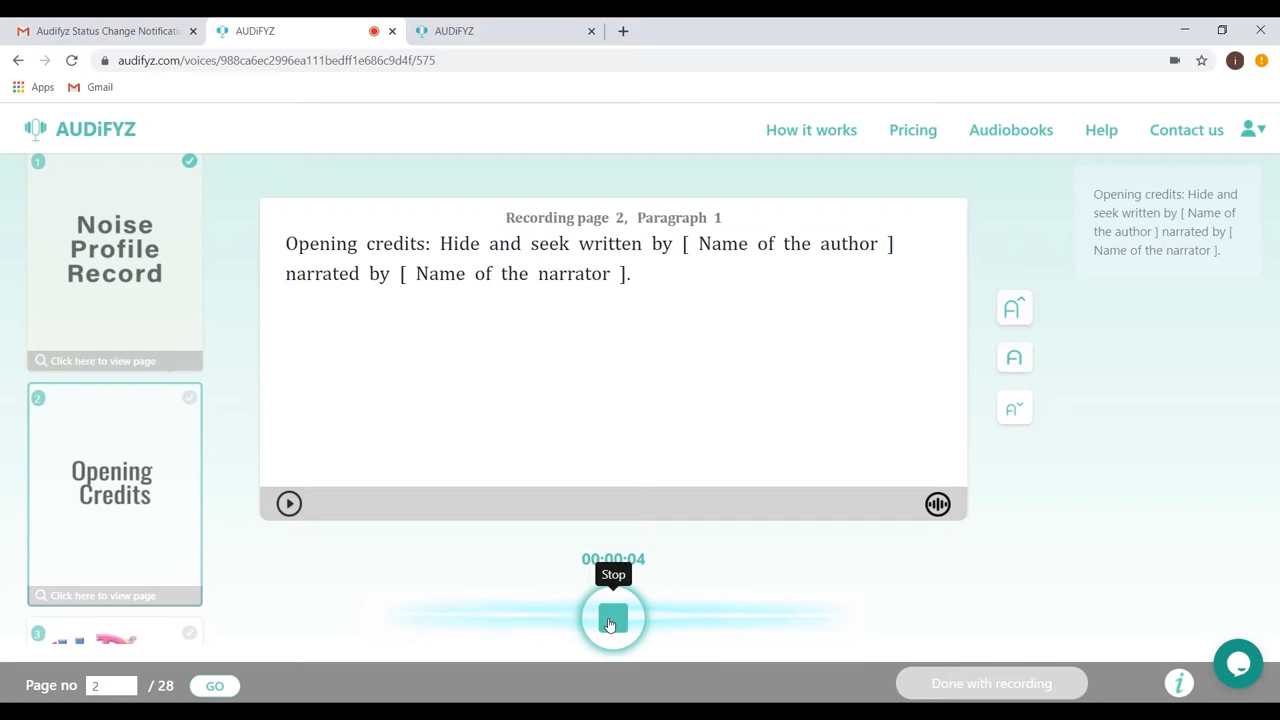 Audifyz Status Change Notificati
AUDiFYZ
AUDiFYZ
audifyz.com/voices/988ca6ec2996ea111bedff1e686c9d4f/575
i
Apps
Gmail
AUDiFYZ
How it works
Pricing
Audiobooks
Help
Contact us
1
Noise
Profile
Record
Click here to view page
2
Opening
Credits
Click here to view page
3
Recording page 2, Paragraph 1
Opening credits: Hide and seek written by [ Name of the author ]
narrated by [ Name of the narrator ].
Opening credits: Hide and
seek written by [ Name of
the author ] narrated by [
Name of the narrator ].
A
A
A
00:00:04
Stop
Page no 2 / 28 GO
Done with recording
i